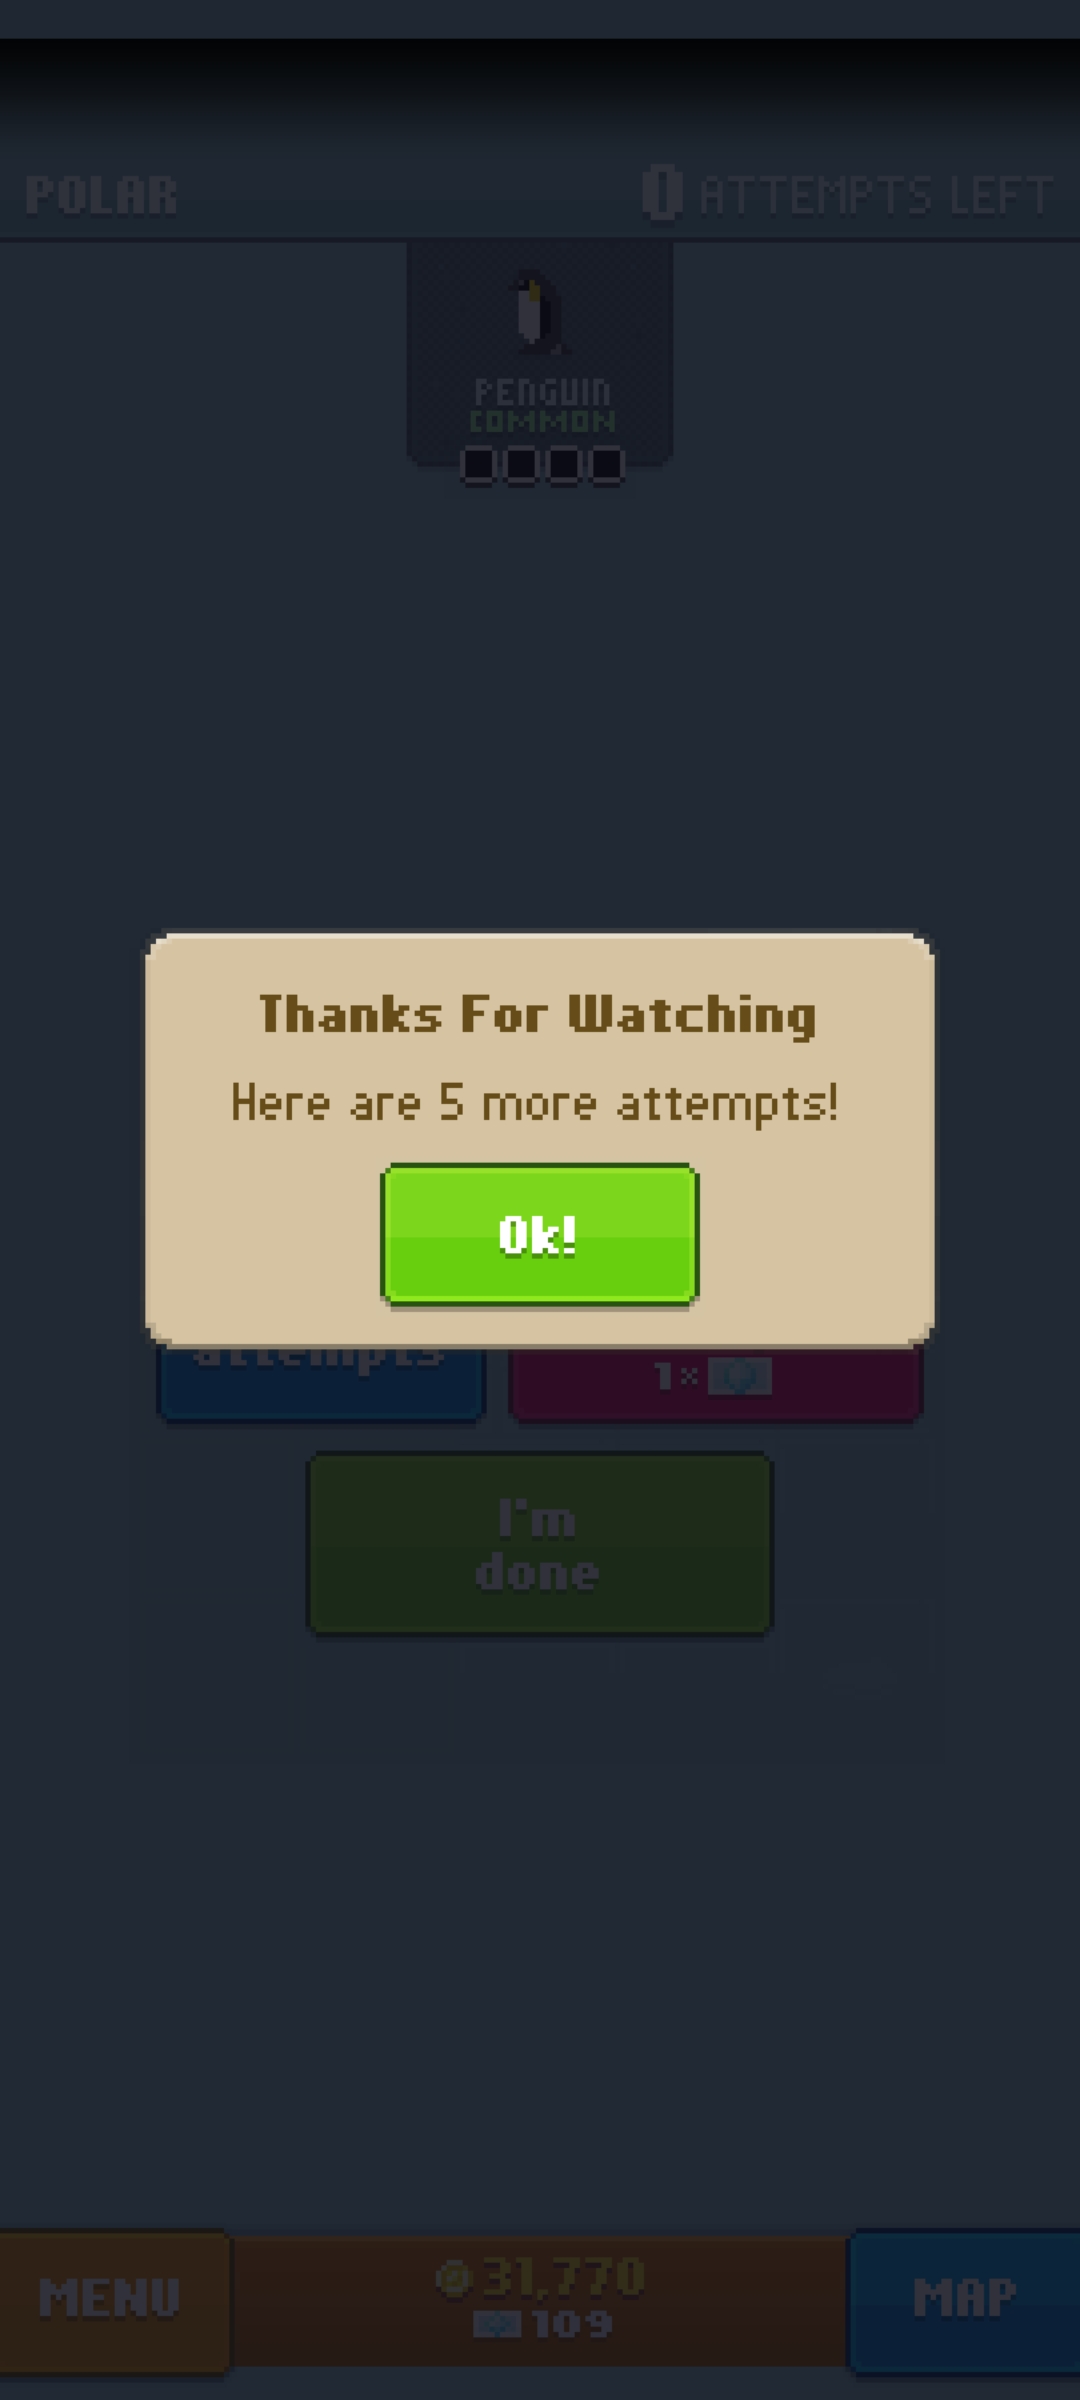 POLAR
0 ATTEMPTS LEFT
PENGUIN
COMMON
Thanks For Watching
Here are 5 more attempts!
Ok!
attempts
1×
I'm
done
MENU
31,770
109
MAP